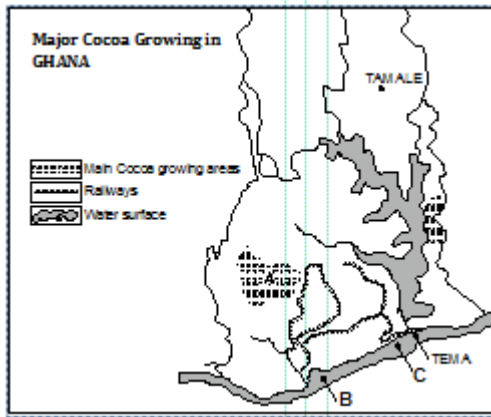 Major Cocoa Growing in
GHANA
TAMALE
Main Cocoa growing areas
Railways
Water surface
A
TEMA
C
B